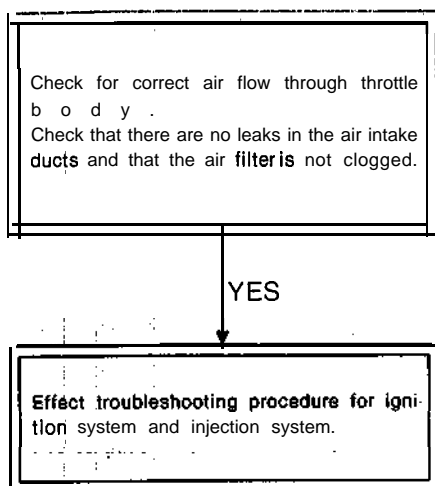 Check for correct air flow through throttle
b o d y .
Check that there are no leaks in the air intake
ducts and that the air filter is not clogged.
YES
Effect troubleshooting procedure for igni-
tion system and injection system.